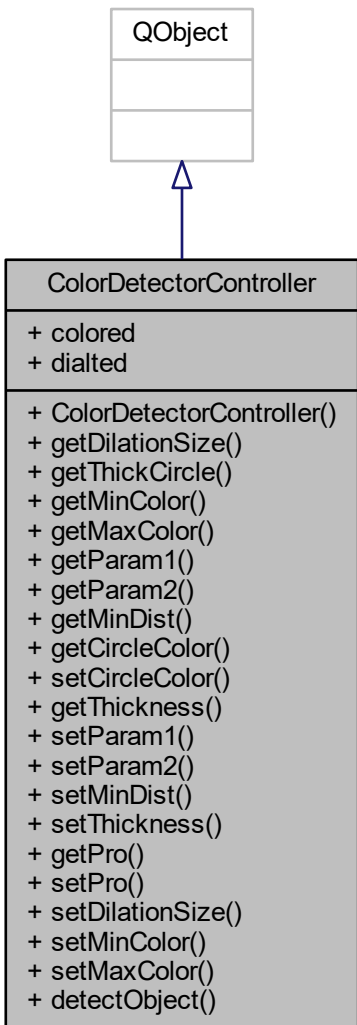 QObject
ColorDetectorController
+ colored
+ dialted
+ ColorDetectorController()
+ getDilationSize()
+ getThickCircle()
+ getMinColor()
+ getMaxColor()
+ getParam1()
+ getParam2()
+ getMinDist()
+ getCircleColor()
+ setCircleColor()
+ getThickness()
+ setParam1()
+ setParam2()
+ setMinDist()
+ setThickness()
+ getPro()
+ setPro()
+ setDilationSize()
+ setMinColor()
+ setMaxColor()
+ detectObject()